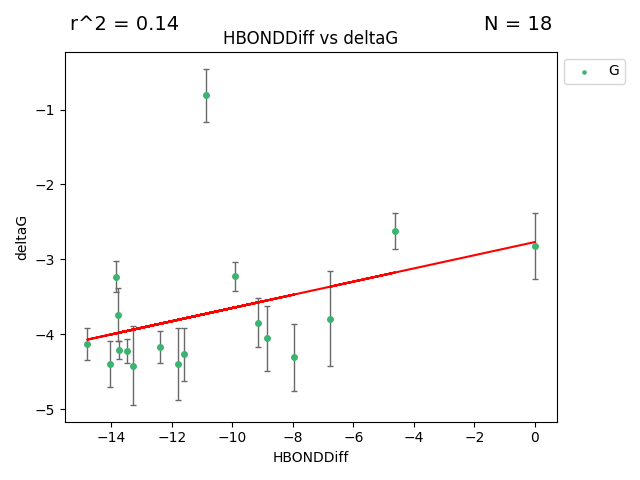 r^2 = 0.14
N = 18
HBONDDiff vs deltaG
G
deltaG
−1
−2
−3
−4
−5
−14
−12
−10
−8
−6
−4
−2
0
HBONDDiff